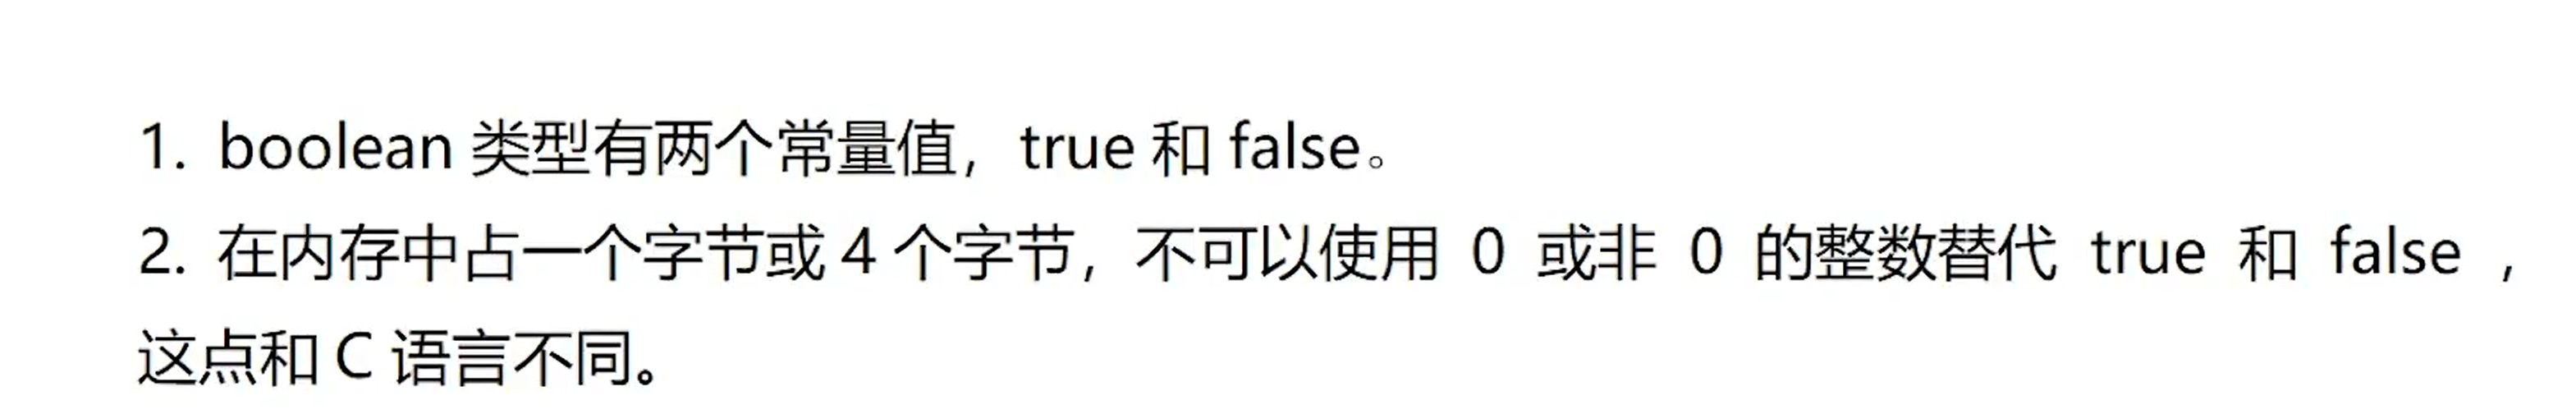 1. boolean 类型有两个常量值，true 和 false。
2. 在内存中占一个字节或 4 个字节，不可以使用 0 或非 0 的整数替代 true 和 false ，
这点和 C 语言不同。